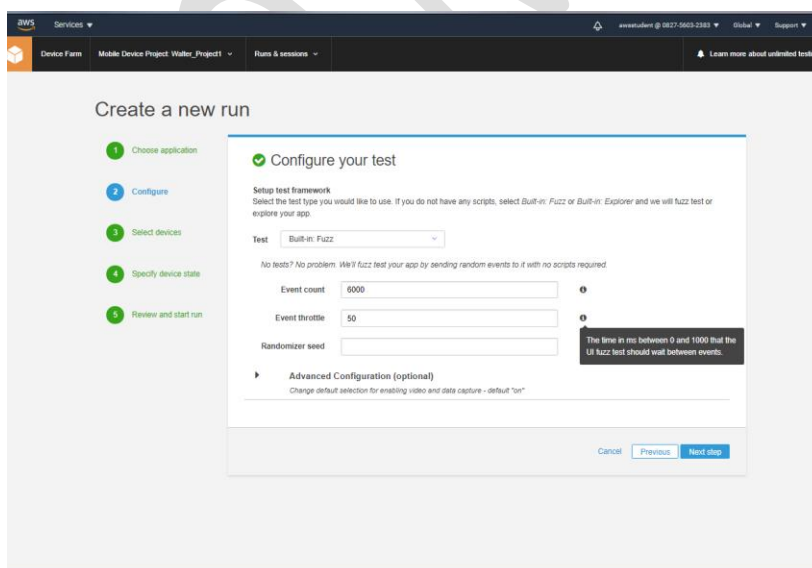 aws
Services
awsstudent @ 0827-5603-2383
Global
Support
Device Farm
Mobile Device Project: Walter_Project1
Runs & sessions
Learn more about unlimited testi
Create a new run
1 Choose application
2 Configure
3 Select devices
4 Specify device state
5 Review and start run
Configure your test
Setup test framework
Select the test type you would like to use. If you do not have any scripts, select Built-in: Fuzz or Built-in: Explorer and we will fuzz test or
explore your app.
Test Built-in: Fuzz
No tests? No problem. We'll fuzz test your app by sending random events to it with no scripts required.
Event count 6000
Event throttle 50
The time in ms between 0 and 1000 that the
UI fuzz test should wait between events.
Randomizer seed
Advanced Configuration (optional)
Change default selection for enabling video and data capture - default "on"
Cancel Previous Next step